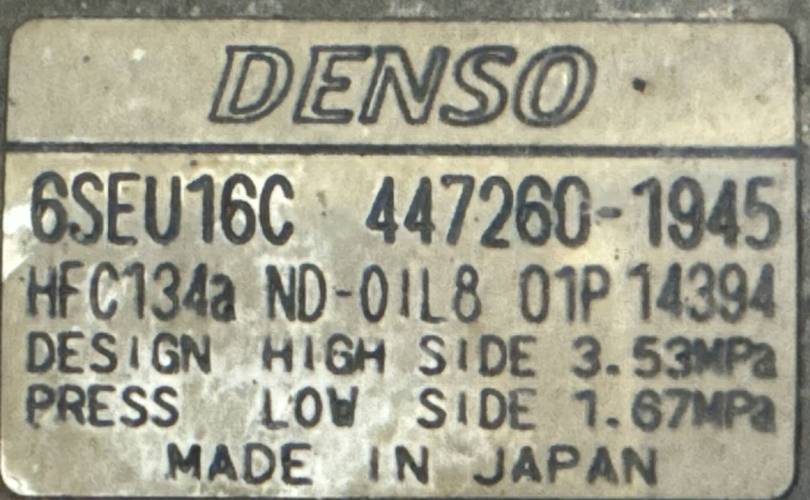 DENSO
6SEU16C 447260-1945
HFC134a ND-OIL8 01P 14394
DESIGN HIGH SIDE 3.53MPa
PRESS LOW SIDE 1.67MPa
MADE IN JAPAN